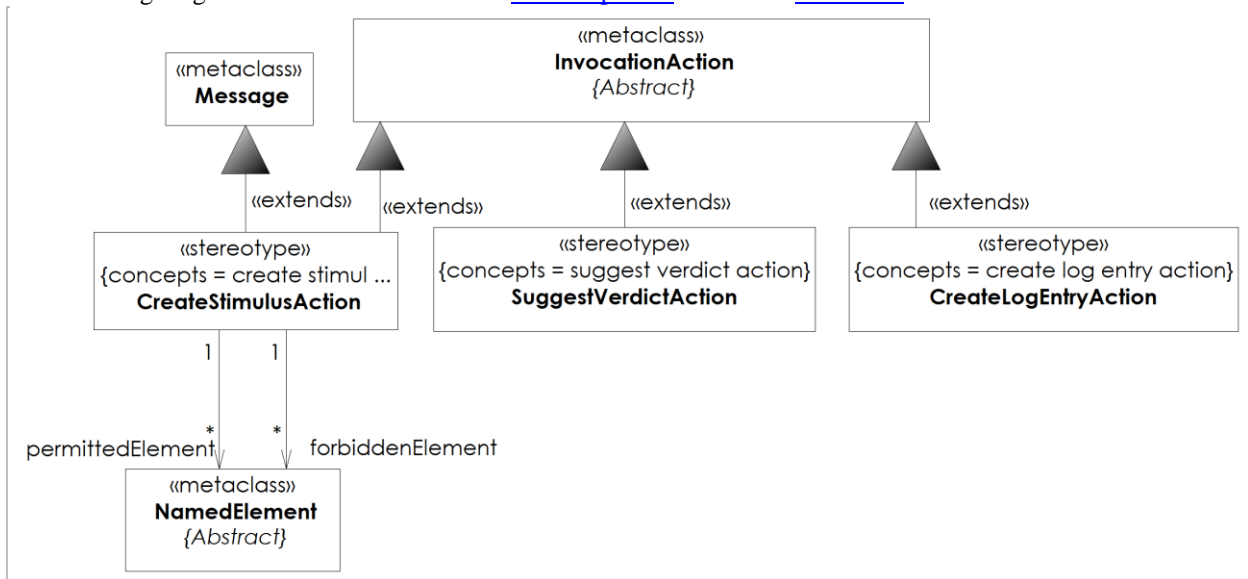 «metaclass»
Message
«metaclass»
InvocationAction
{Abstract}
«extends»
«extends»
«extends»
«extends»
«stereotype»
{concepts = create stimul ...
CreateStimulusAction
«stereotype»
{concepts = suggest verdict action}
SuggestVerdictAction
«stereotype»
{concepts = create log entry action}
CreateLogEntryAction
1
1
*
*
permittedElement
forbiddenElement
«metaclass»
NamedElement
{Abstract}